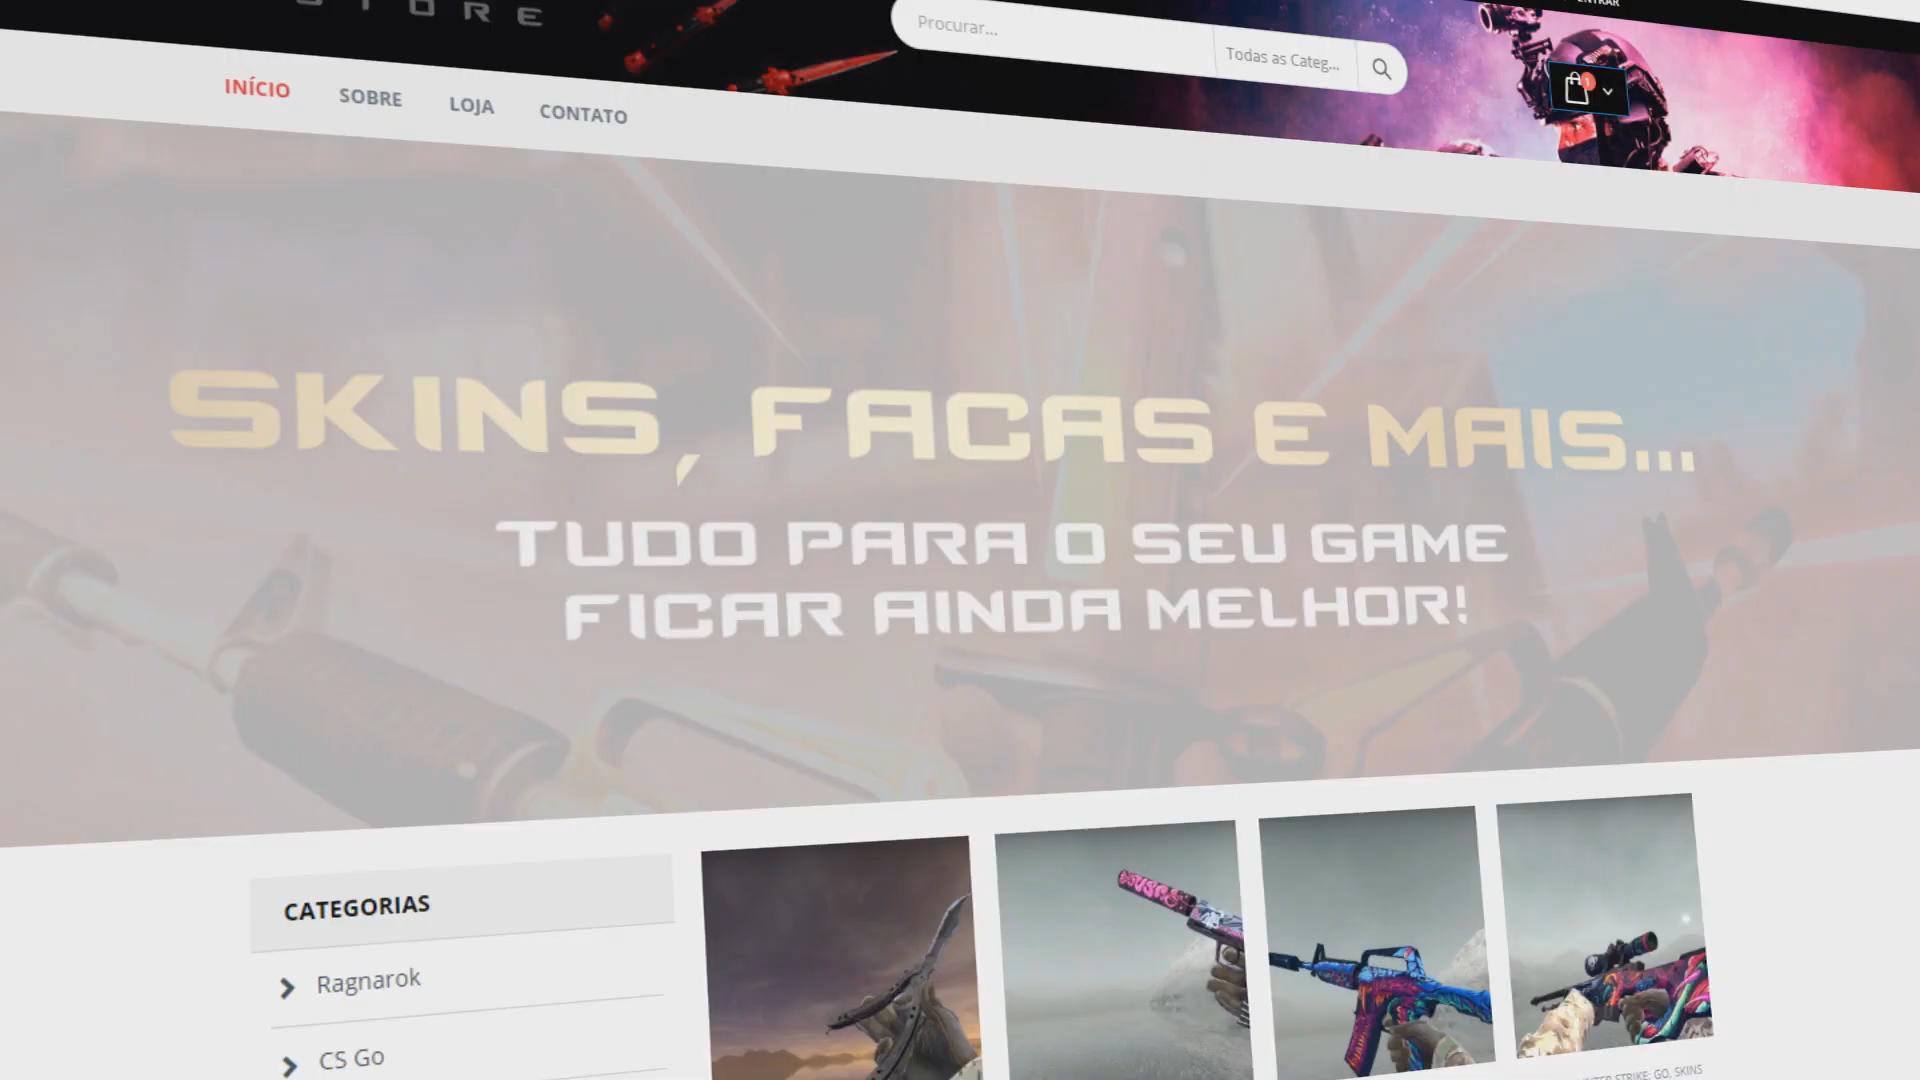 STORE
ENTRAR
Procurar...
Todas as Categ...
1
INÍCIO
SOBRE
LOJA
CONTATO
SKINS, FACAS E MAIS...
TUDO PARA O SEU GAME
FICAR AINDA MELHOR!
CATEGORIAS
Ragnarok
CS Go
STRIKE: GO, SKINS